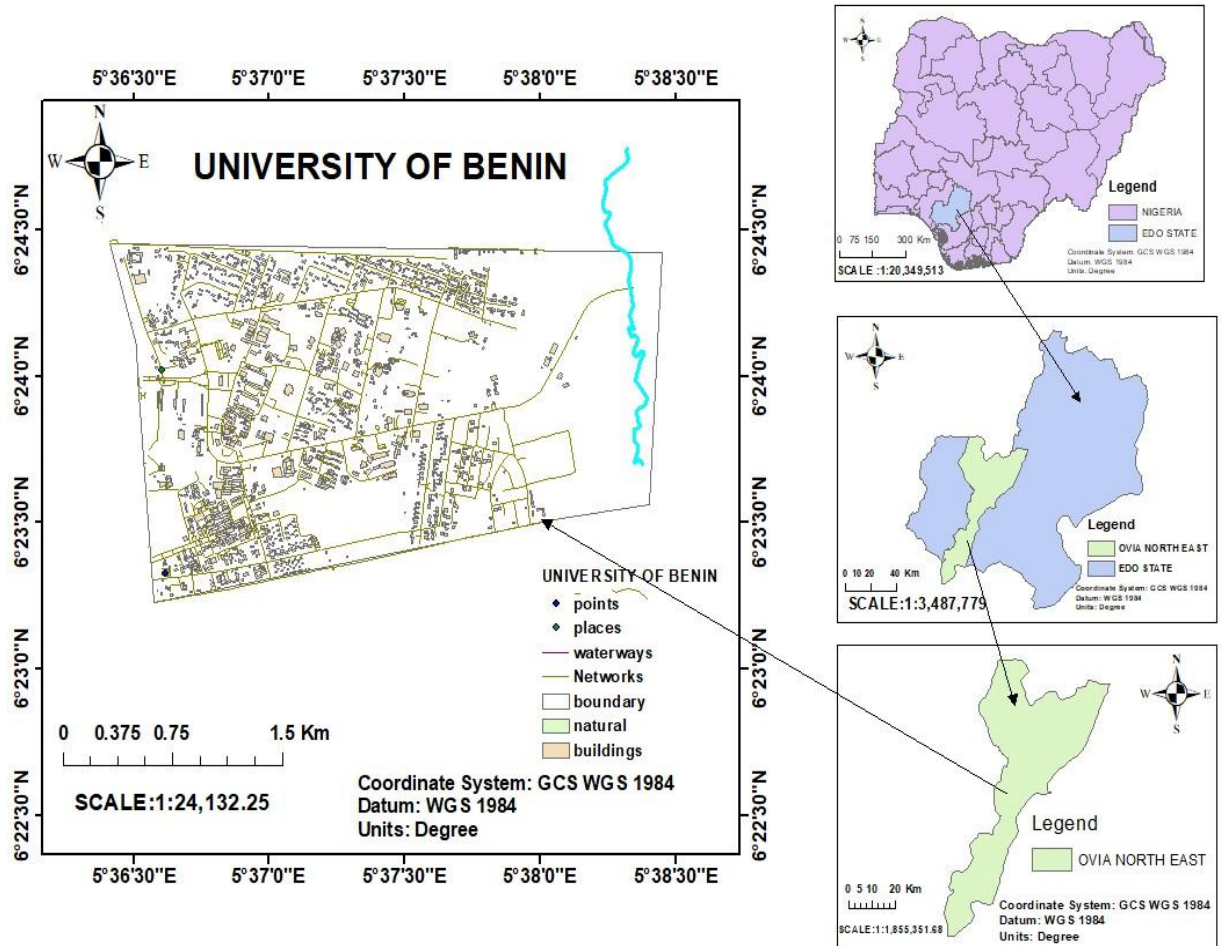 5°36'30"E 5°37'0"E 5°37'30"E 5°38'0"E 5°38'30"E
N
W E
S
UNIVERSITY OF BENIN
6°24'30"N 6°24'30"N
6°24'0"N 6°24'0"N
6°23'30"N 6°23'30"N
6°23'0"N 6°23'0"N
6°22'30"N 6°22'30"N
UNIVERSITY OF BENIN
points
places
waterways
Networks
boundary
natural
buildings
0 0.375 0.75 1.5 Km
SCALE:1:24,132.25
Coordinate System: GCS WGS 1984
Datum: WGS 1984
Units: Degree
5°36'30"E 5°37'0"E 5°37'30"E 5°38'0"E 5°38'30"E
N
W E
S
Legend
NIGERIA
EDO STATE
0 75 150 300 Km
SCALE :1:20,349,513
Coordinate System: GCS WGS 1984
Datum: WGS 1984
Units: Degree
N
W E
S
Legend
OVIA NORTH EAST
EDO STATE
0 10 20 40 Km
SCALE:1:3,487,779
Coordinate System: GCS WGS 1984
Datum: WGS 1984
Units: Degree
N
W E
S
Legend
OVIA NORTH EAST
0 5 10 20 Km
SCALE:1:1,855,351.68
Coordinate System: GCS WGS 1984
Datum: WGS 1984
Units: Degree